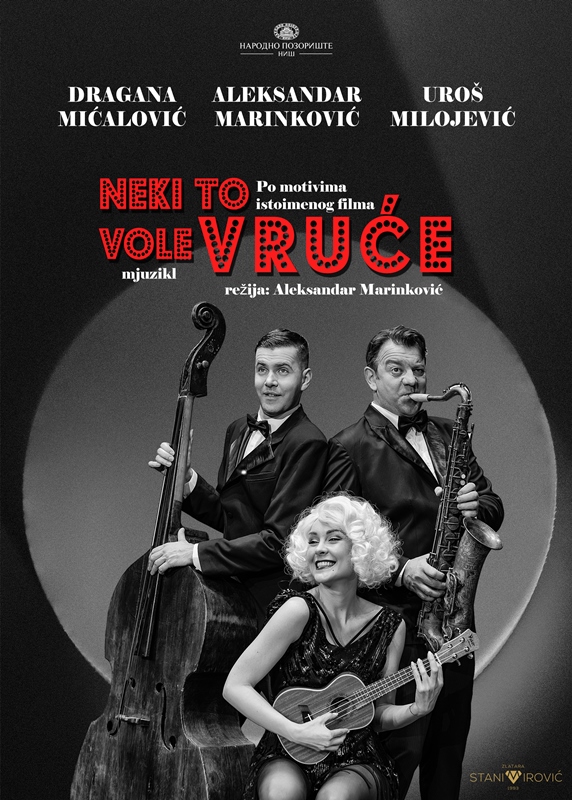 НАРОДНО ПОЗОРИШТЕ
НИШ
DRAGANA
MIĆALOVIĆ
ALEKSANDAR
MARINKOVIĆ
UROŠ
MILOJEVIĆ
NEKI TO
Po motivima
istoimenog filma
VOLE VRUĆE
mjuzikl
režija: Aleksandar Marinković
ZLATARA
STANIMIROVIĆ